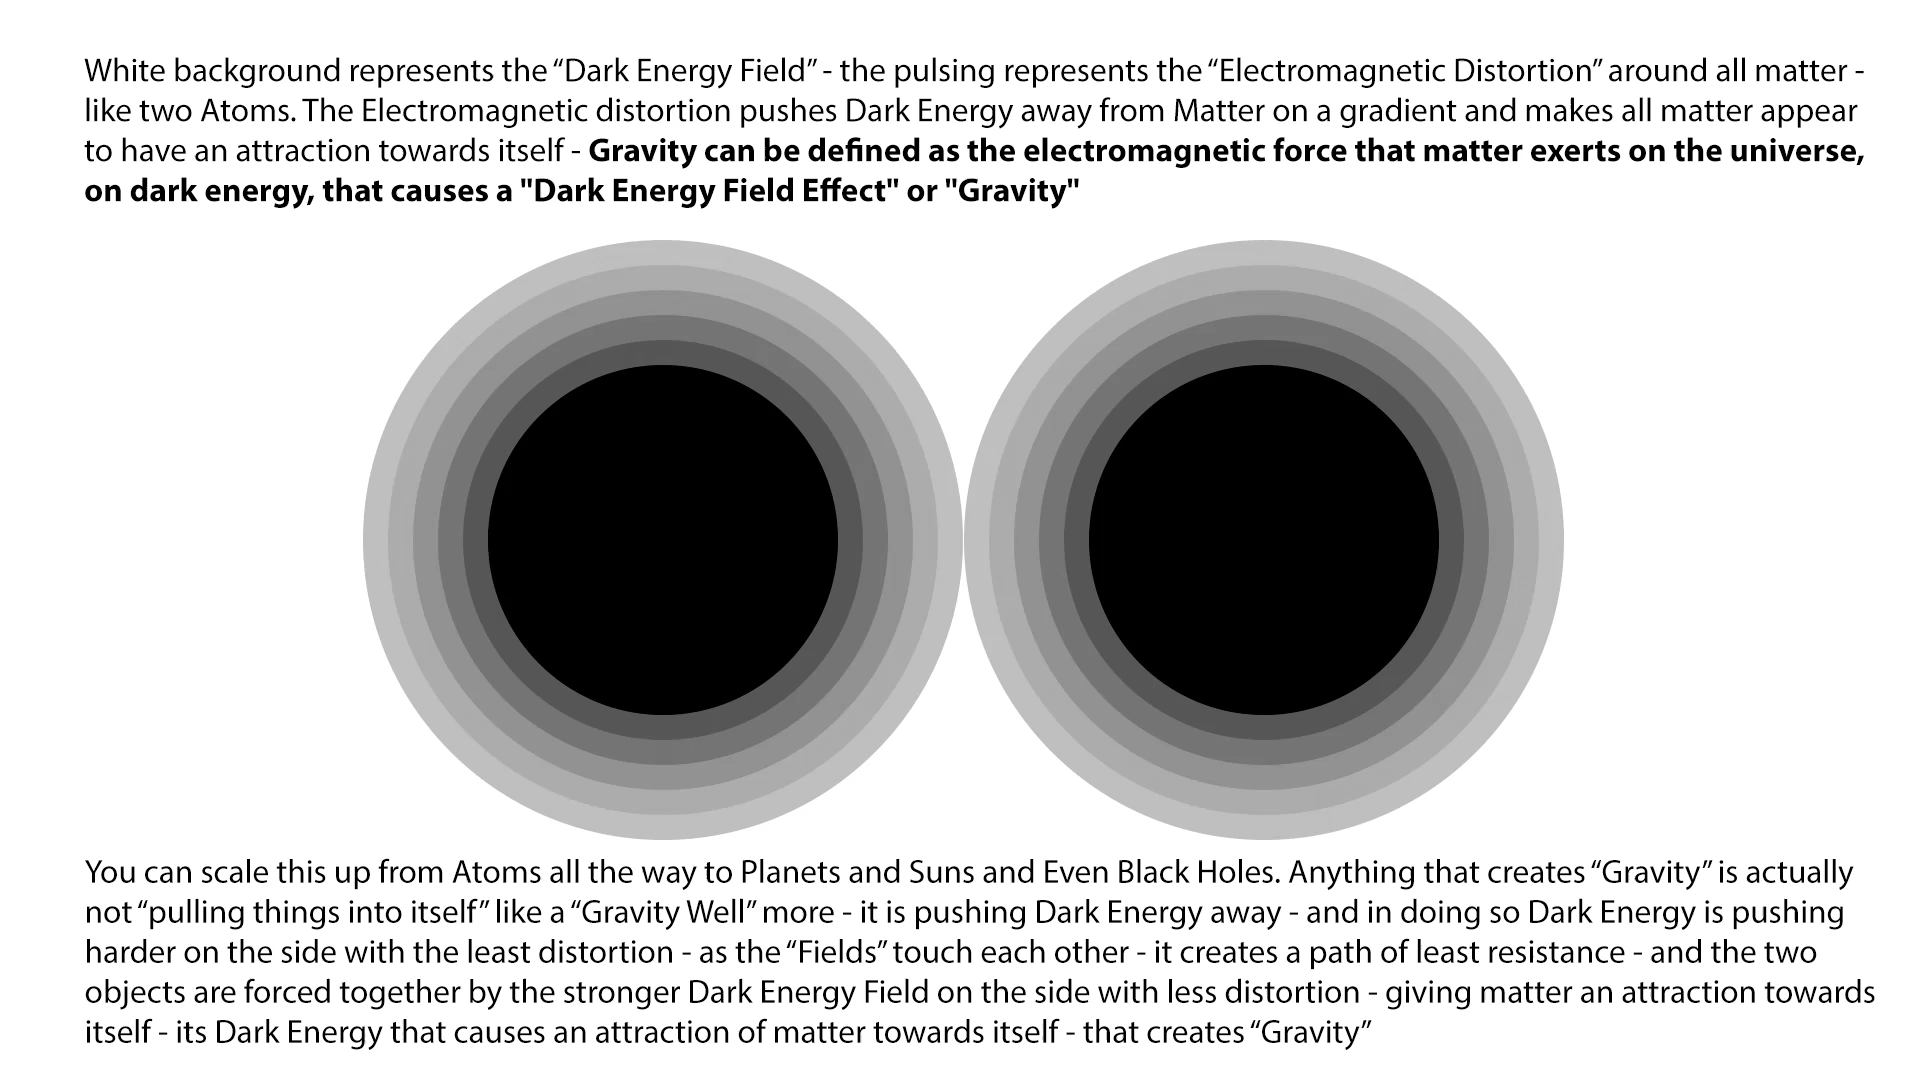 White background represents the “Dark Energy Field” - the pulsing represents the “Electromagnetic Distortion” around all matter -
like two Atoms. The Electromagnetic distortion pushes Dark Energy away from Matter on a gradient and makes all matter appear
to have an attraction towards itself - Gravity can be defined as the electromagnetic force that matter exerts on the universe,
on dark energy, that causes a "Dark Energy Field Effect" or "Gravity"
You can scale this up from Atoms all the way to Planets and Suns and Even Black Holes. Anything that creates “Gravity” is actually
not “pulling things into itself” like a “Gravity Well” more - it is pushing Dark Energy away - and in doing so Dark Energy is pushing
harder on the side with the least distortion - as the “Fields” touch each other - it creates a path of least resistance - and the two
objects are forced together by the stronger Dark Energy Field on the side with less distortion - giving matter an attraction towards
itself - its Dark Energy that causes an attraction of matter towards itself - that creates “Gravity”